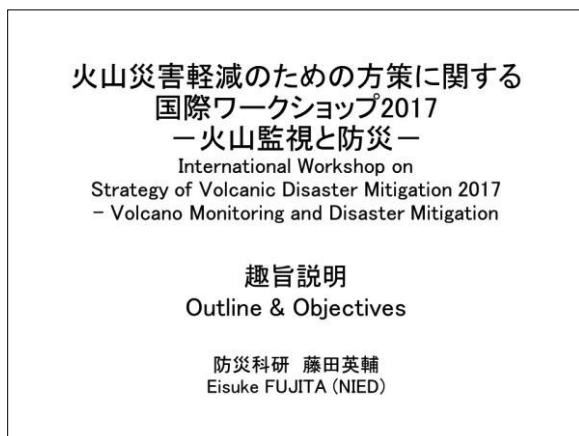 火山災害軽減のための方策に関する
国際ワークショップ2017
－火山監視と防災－
International Workshop on
Strategy of Volcanic Disaster Mitigation 2017
– Volcano Monitoring and Disaster Mitigation
趣旨説明
Outline & Objectives
防災科研 藤田英輔
Eisuke FUJITA (NIED)